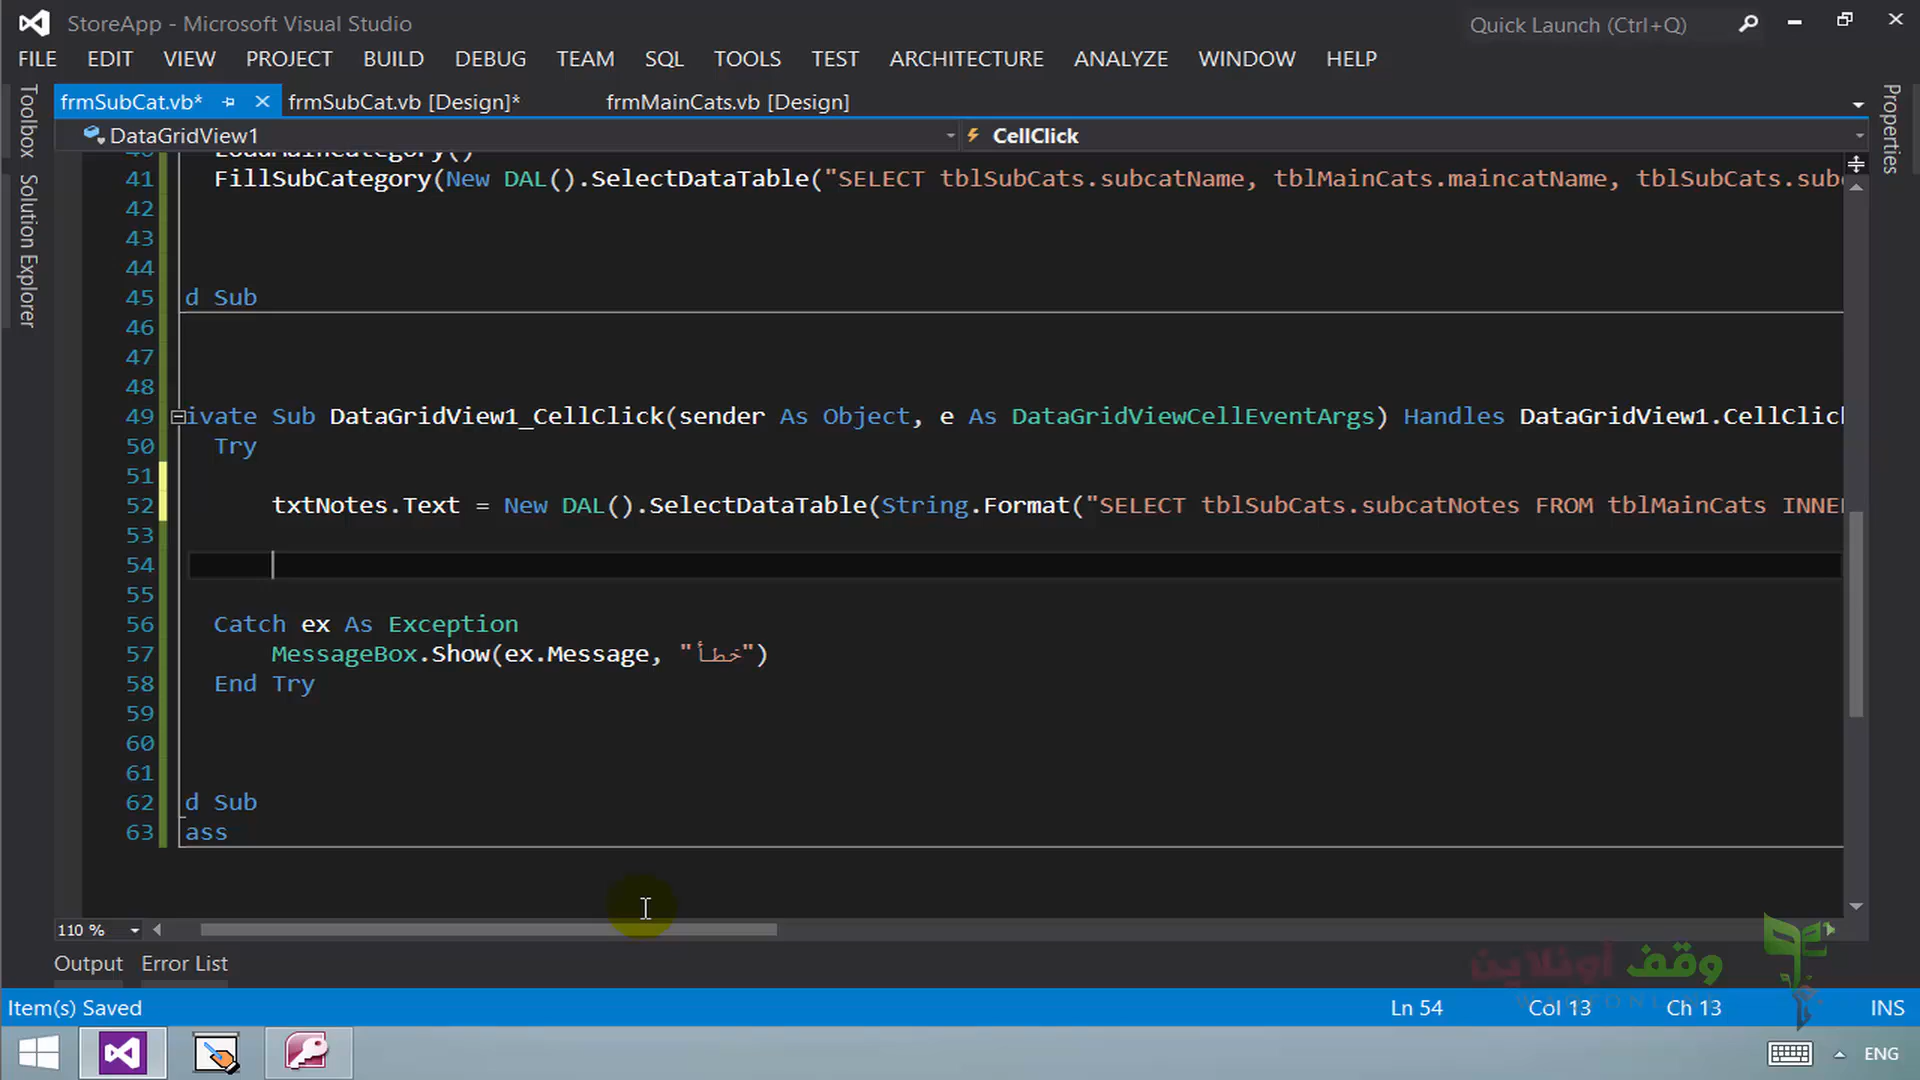 StoreApp - Microsoft Visual Studio
Quick Launch (Ctrl+Q)
FILE EDIT VIEW PROJECT BUILD DEBUG TEAM SQL TOOLS TEST ARCHITECTURE ANALYZE WINDOW HELP
Toolbox
Solution Explorer
Properties
frmSubCat.vb* frmSubCat.vb [Design]* frmMainCats.vb [Design]
DataGridView1 CellClick
40 LoadMainCategory()
41 FillSubCategory(New DAL().SelectDataTable("SELECT tblSubCats.subcatName, tblMainCats.maincatName, tblSubCats.sub
42
43
44
45 d Sub
46
47
48
49 ivate Sub DataGridView1_CellClick(sender As Object, e As DataGridViewCellEventArgs) Handles DataGridView1.CellClick
50 Try
51
52 txtNotes.Text = New DAL().SelectDataTable(String.Format("SELECT tblSubCats.subcatNotes FROM tblMainCats INNE
53
54
55
56 Catch ex As Exception
57 MessageBox.Show(ex.Message, "خطأ")
58 End Try
59
60
61
62 d Sub
63 ass
110 %
Output Error List
وقف أونلاين
Item(s) Saved
Ln 54 Col 13 Ch 13 INS
ENG